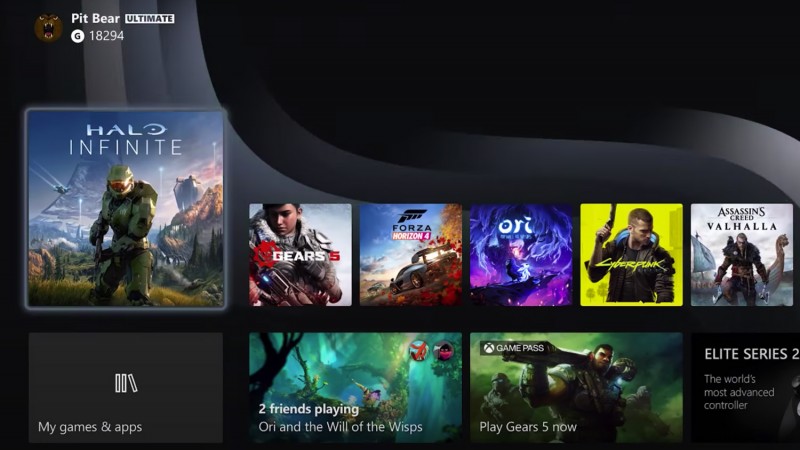 Pit Bear ULTIMATE
G 18294
HALO
INFINITE
GEARS 5
FORZA
HORIZON 4
ori
CYBERPUNK
ASSASSIN'S
CREED
VALHALLA
My games & apps
2 friends playing
Ori and the Will of the Wisps
XBOX GAME PASS
Play Gears 5 now
ELITE SERIES 2
The world's
most advanced
controller